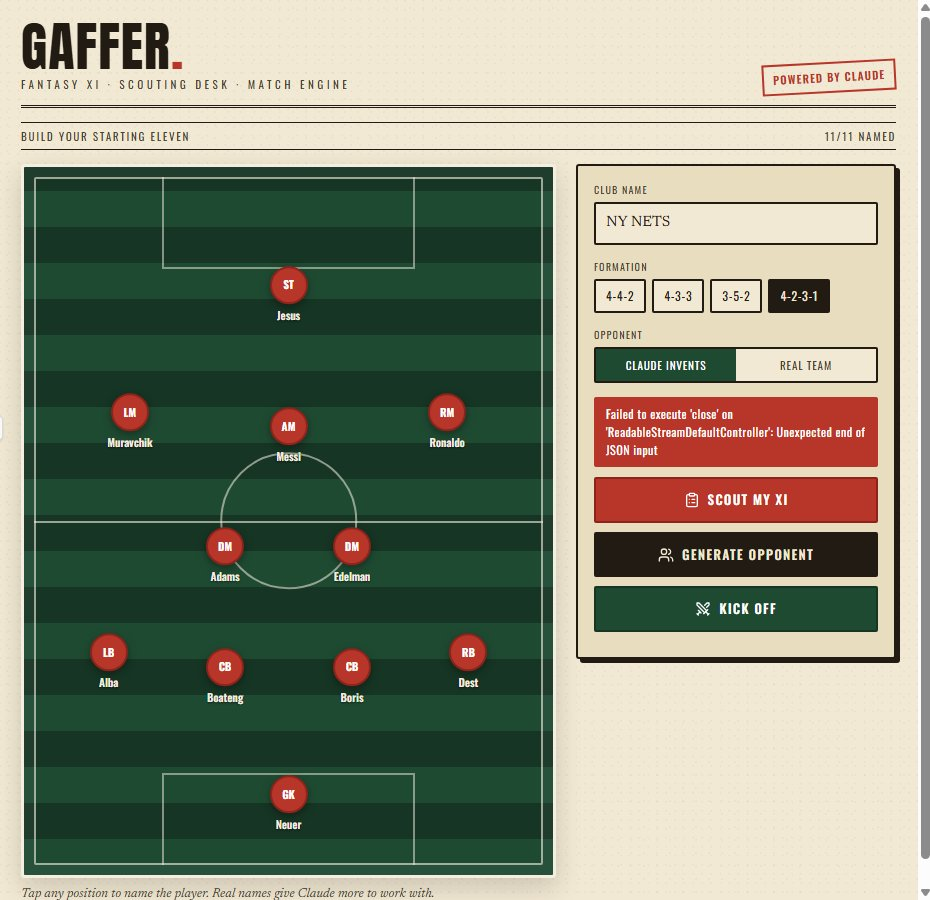 GAFFER.
FANTASY XI · SCOUTING DESK · MATCH ENGINE
POWERED BY CLAUDE
BUILD YOUR STARTING ELEVEN
11/11 NAMED
ST
Jesus
LM
Muravchik
AM
Messi
RM
Ronaldo
DM
Adams
DM
Edelman
LB
Alba
CB
Boateng
CB
Boris
RB
Dest
GK
Neuer
Tap any position to name the player. Real names give Claude more to work with.
CLUB NAME
NY NETS
FORMATION
4-4-2
4-3-3
3-5-2
4-2-3-1
OPPONENT
CLAUDE INVENTS
REAL TEAM
Failed to execute 'close' on
'ReadableStreamDefaultController': Unexpected end of
JSON input
SCOUT MY XI
GENERATE OPPONENT
KICK OFF